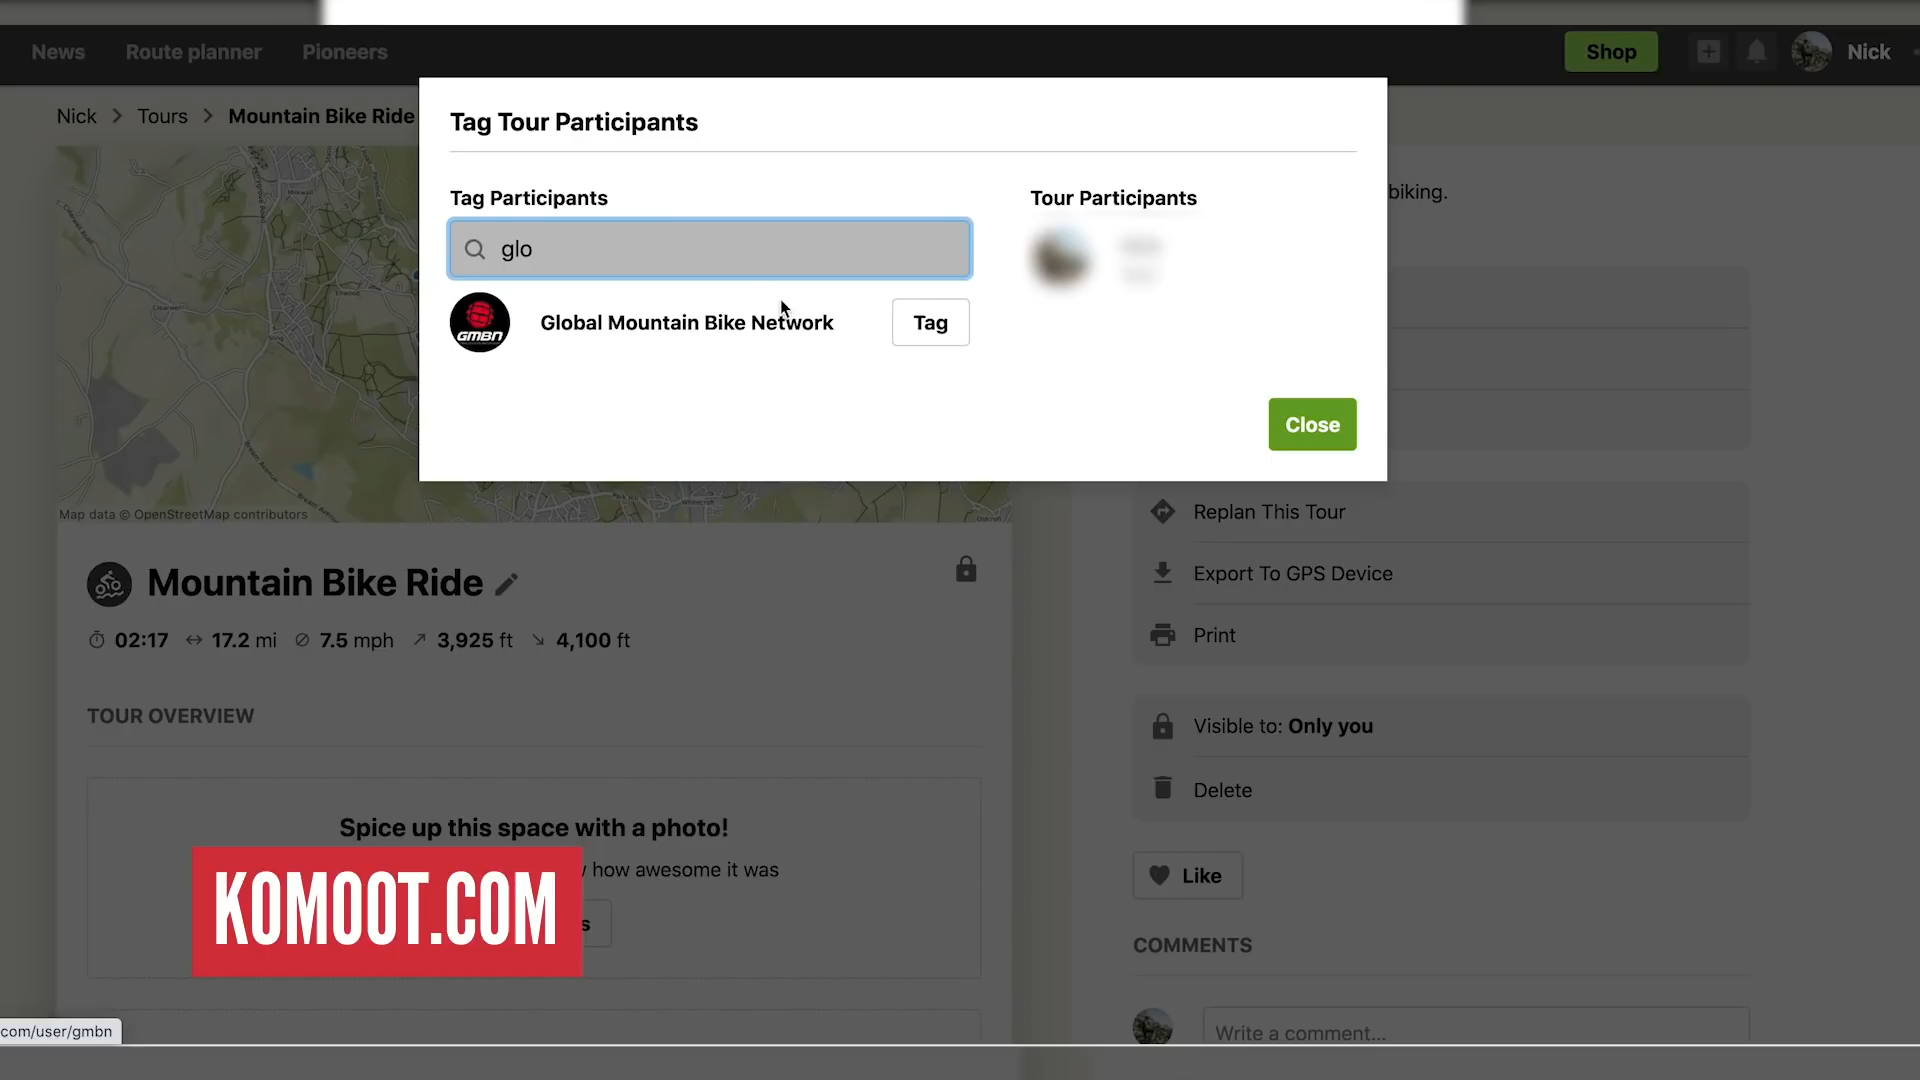 News Route planner Pioneers Shop Nick
Nick > Tours > Mountain Bike Ride
Tag Tour Participants
biking.
Tag Participants
Tour Participants
glo
GMBN
Global Mountain Bike Network
Tag
Close
Map data © OpenStreetMap contributors
Replan This Tour
Export To GPS Device
Print
Mountain Bike Ride
02:17 17.2 mi 7.5 mph 3,925 ft 4,100 ft
TOUR OVERVIEW
Visible to: Only you
Delete
Spice up this space with a photo!
how awesome it was
Like
KOMOOT.COM
s
COMMENTS
Write a comment...
com/user/gmbn